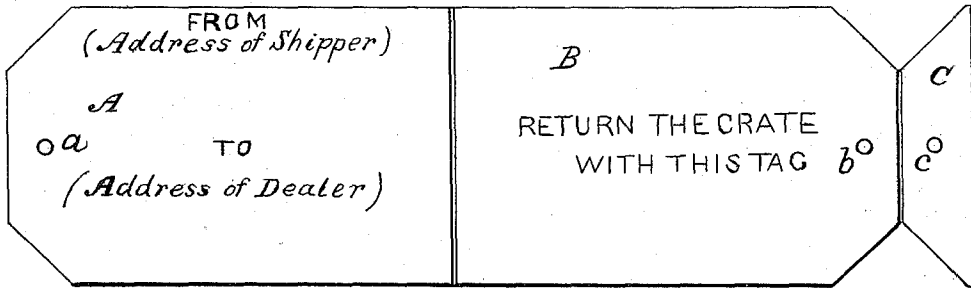 FROM
(Address of Shipper)
A
a
TO
(Address of Dealer)
B
RETURN THE CRATE
WITH THIS TAG
b
C
c